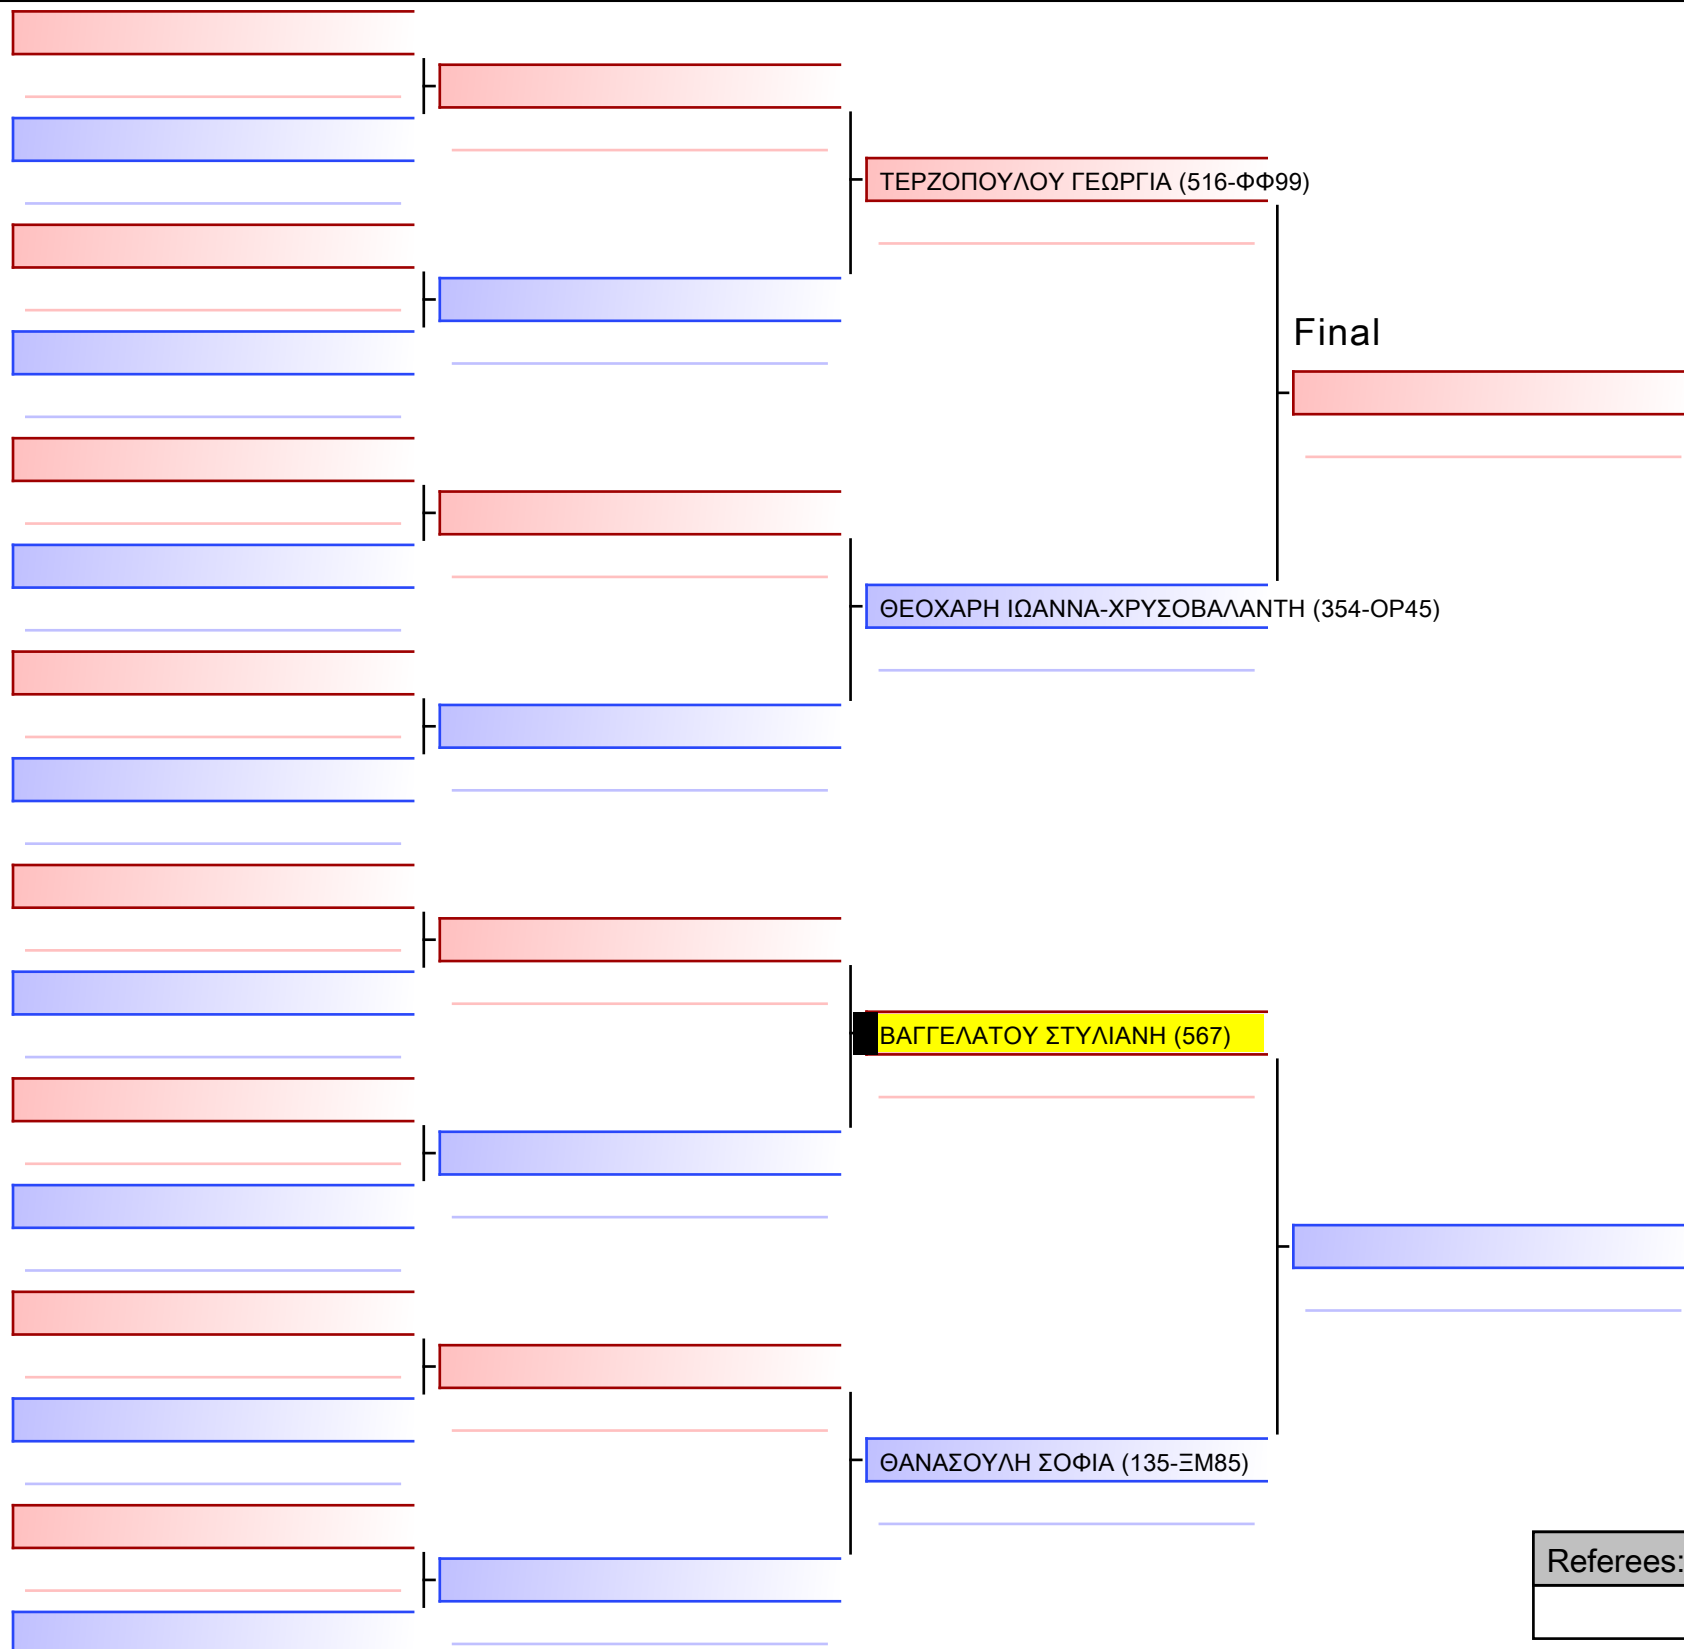 ΤΕΡΖΟΠΟΥΛΟΥ ΓΕΩΡΓΙΑ (516-ΦΦ99)
Final
ΘΕΟΧΑΡΗ ΙΩΑΝΝΑ-ΧΡΥΣΟΒΑΛΑΝΤΗ (354-ΟΡ45)
ΒΑΓΓΕΛΑΤΟΥ ΣΤΥΛΙΑΝΗ (567)
ΘΑΝΑΣΟΥΛΗ ΣΟΦΙΑ (135-ΞΜ85)
Referees: